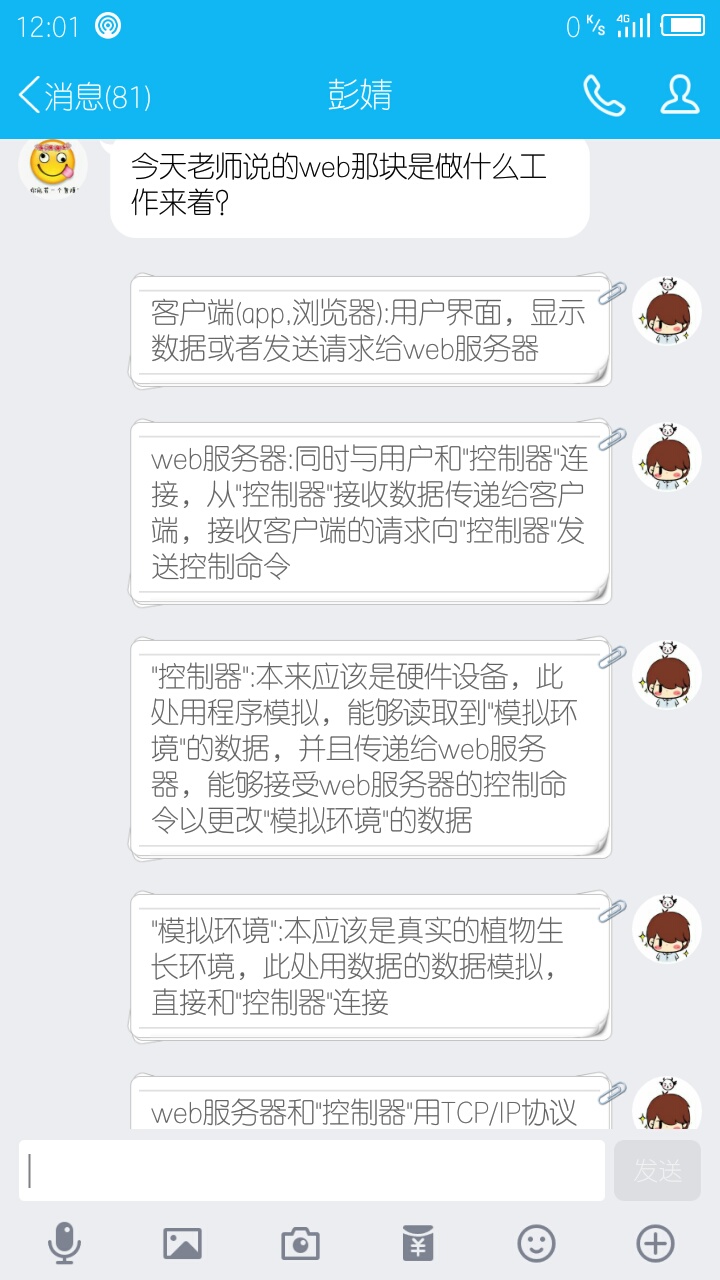 12:01
0 K/s 4G
消息(81)
彭婧
今天老师说的web那块是做什么工
作来着?
客户端(app,浏览器):用户界面，显示
数据或者发送请求给web服务器
web服务器:同时与用户和"控制器"连
接，从"控制器"接收数据传递给客户
端，接收客户端的请求向"控制器"发
送控制命令
"控制器":本来应该是硬件设备，此
处用程序模拟，能够读取到"模拟环
境"的数据，并且传递给web服务
器，能够接受web服务器的控制命
令以更改"模拟环境"的数据
"模拟环境":本应该是真实的植物生
长环境，此处用数据的数据模拟，
直接和"控制器"连接
web服务器和"控制器"用TCP/IP协议
发送